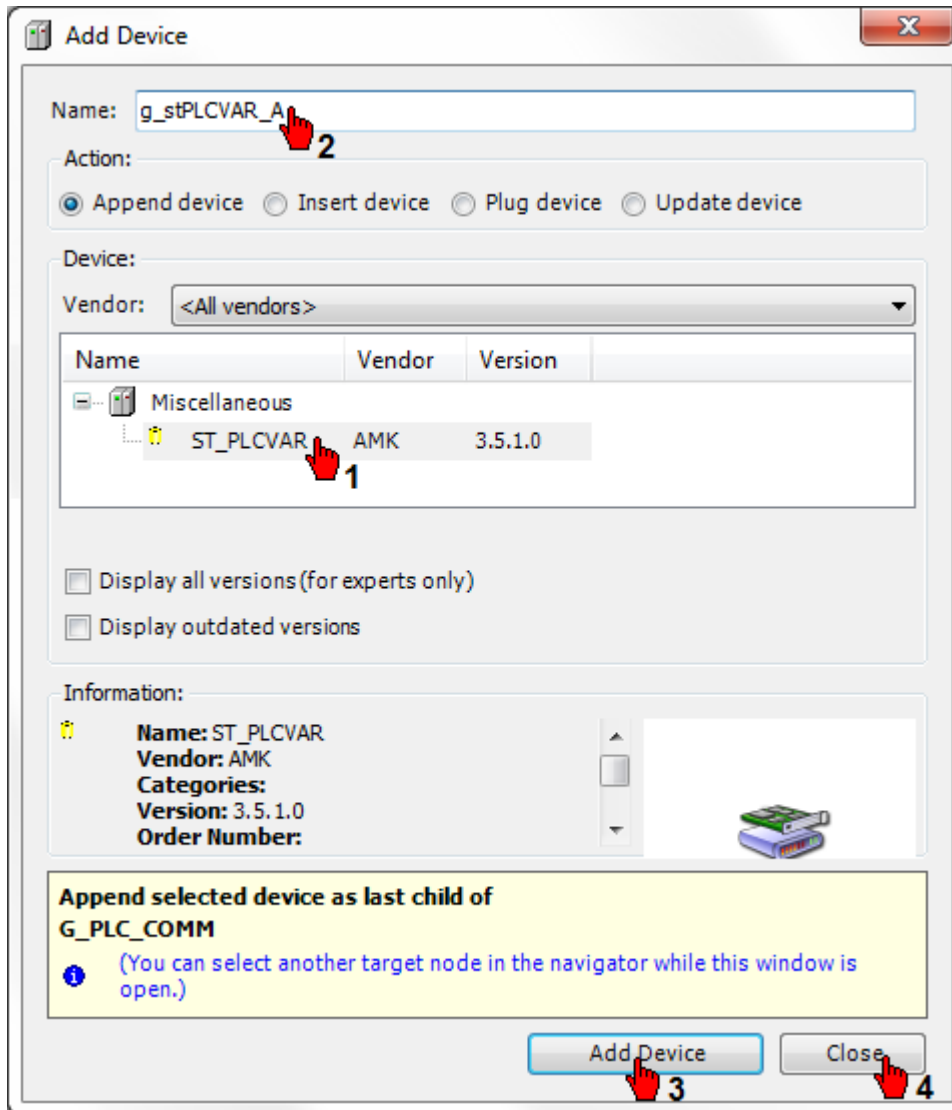 Add Device
Name: g_stPLCVAR_A
2
Action:
Append device Insert device Plug device Update device
Device:
Vendor: <All vendors>
Name Vendor Version
Miscellaneous
ST_PLCVAR AMK 3.5.1.0
1
Display all versions (for experts only)
Display outdated versions
Information:
Name: ST_PLCVAR
Vendor: AMK
Categories:
Version: 3.5.1.0
Order Number:
Append selected device as last child of
G_PLC_COMM
(You can select another target node in the navigator while this window is
open.)
Add Device Close
3 4